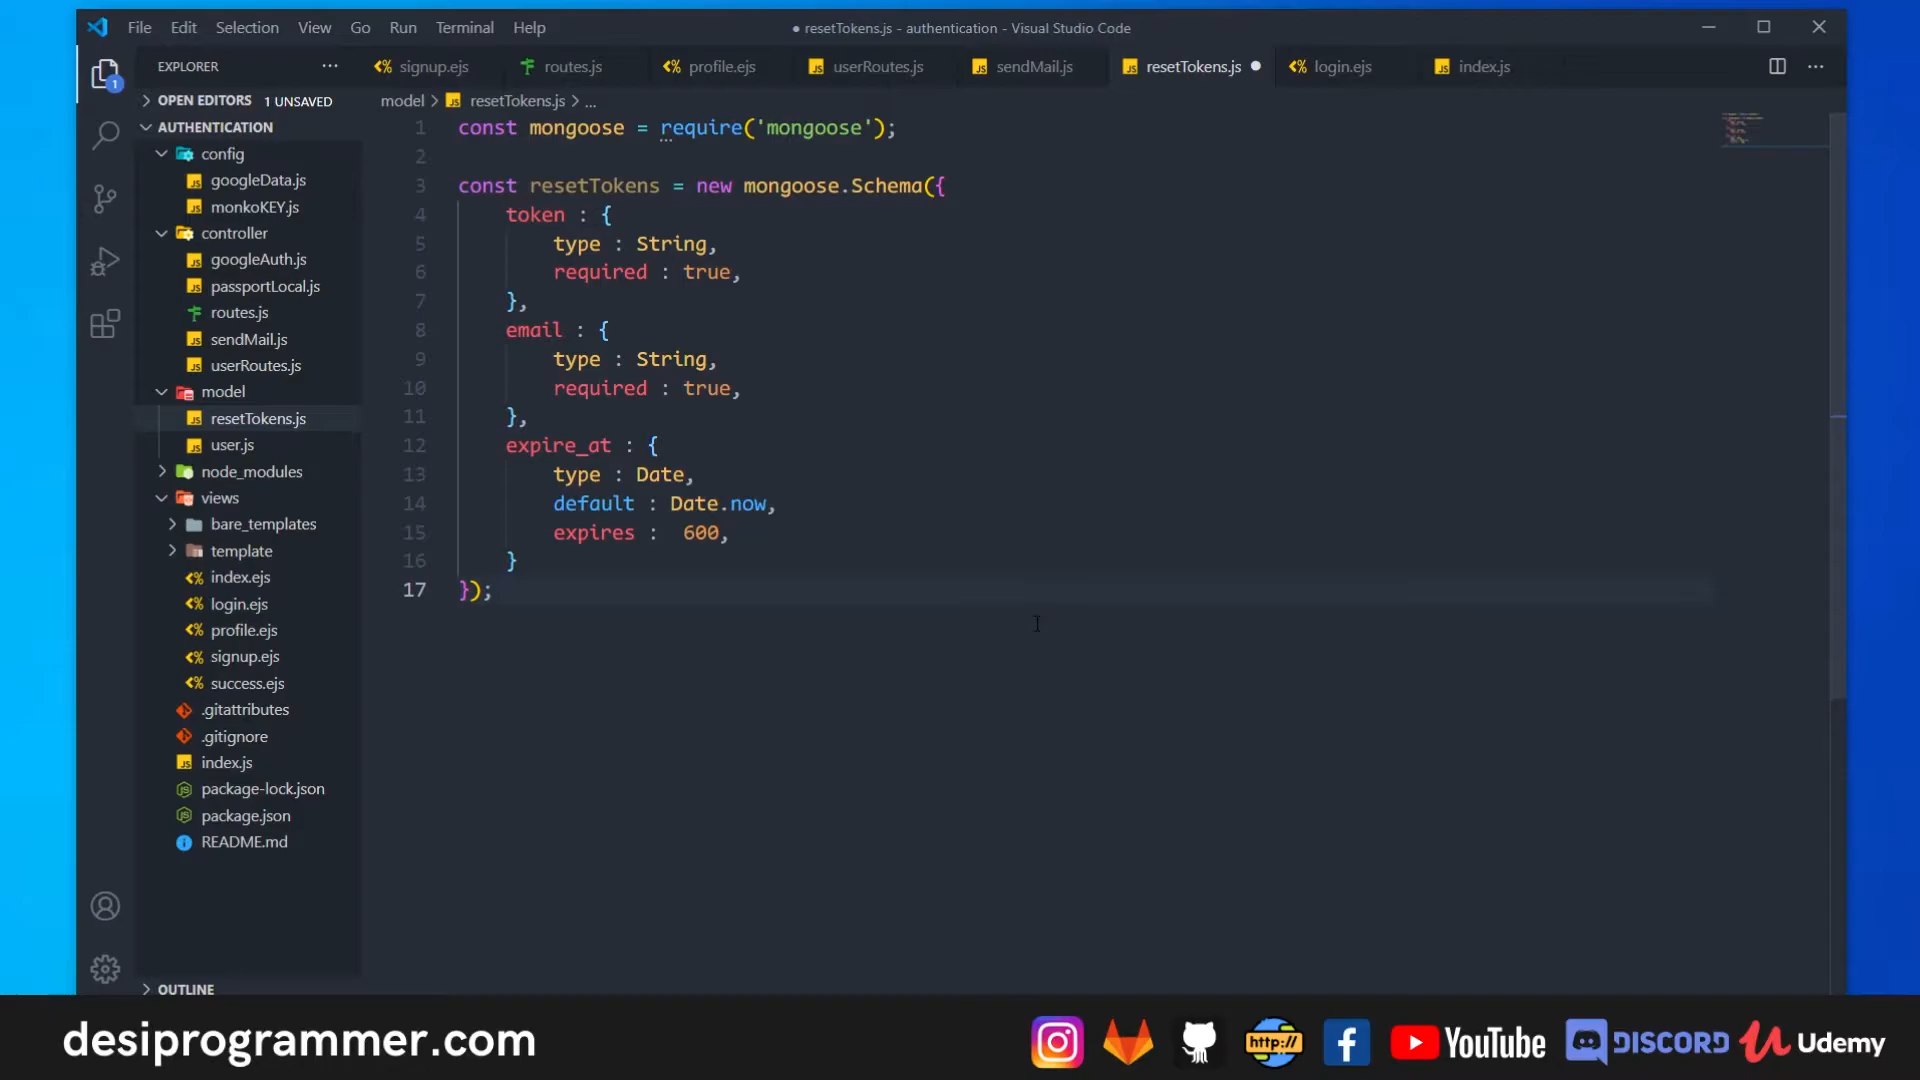 File Edit Selection View Go Run Terminal Help
● resetTokens.js - authentication - Visual Studio Code
EXPLORER
signup.ejs routes.js profile.ejs userRoutes.js sendMail.js resetTokens.js login.ejs index.js
OPEN EDITORS 1 UNSAVED
AUTHENTICATION
config
googleData.js
monkoKEY.js
controller
googleAuth.js
passportLocal.js
routes.js
sendMail.js
userRoutes.js
model
resetTokens.js
user.js
node_modules
views
bare_templates
template
index.ejs
login.ejs
profile.ejs
signup.ejs
success.ejs
.gitattributes
.gitignore
index.js
package-lock.json
package.json
README.md
OUTLINE
1
model > resetTokens.js > ...
1 const mongoose = require('mongoose');
2
3 const resetTokens = new mongoose.Schema({
4 token : {
5 type : String,
6 required : true,
7 },
8 email : {
9 type : String,
10 required : true,
11 },
12 expire_at : {
13 type : Date,
14 default : Date.now,
15 expires :  600,
16 }
17 });
desiprogrammer.com
http:// YouTube DISCORD Udemy